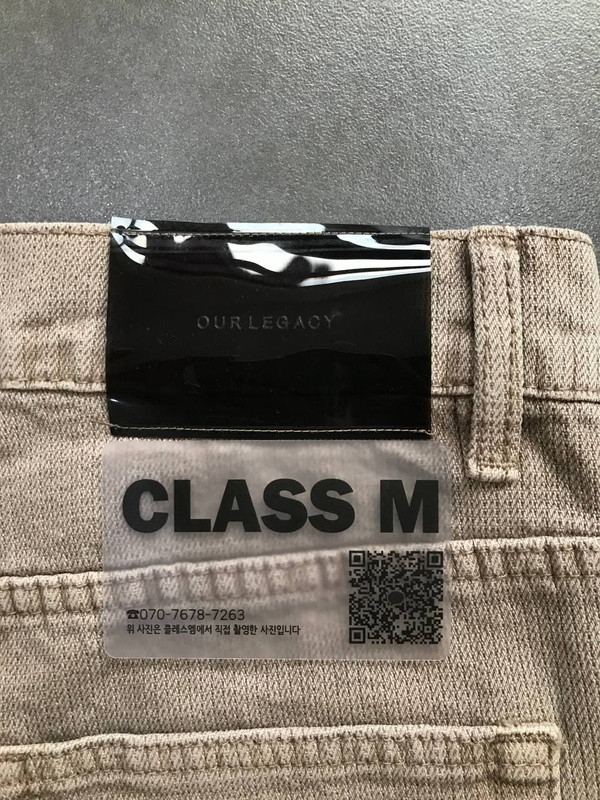 OUR LEGACY
CLASS M
☎070-7678-7263
위 사진은 클레스엠에서 직접 촬영한 사진입니다